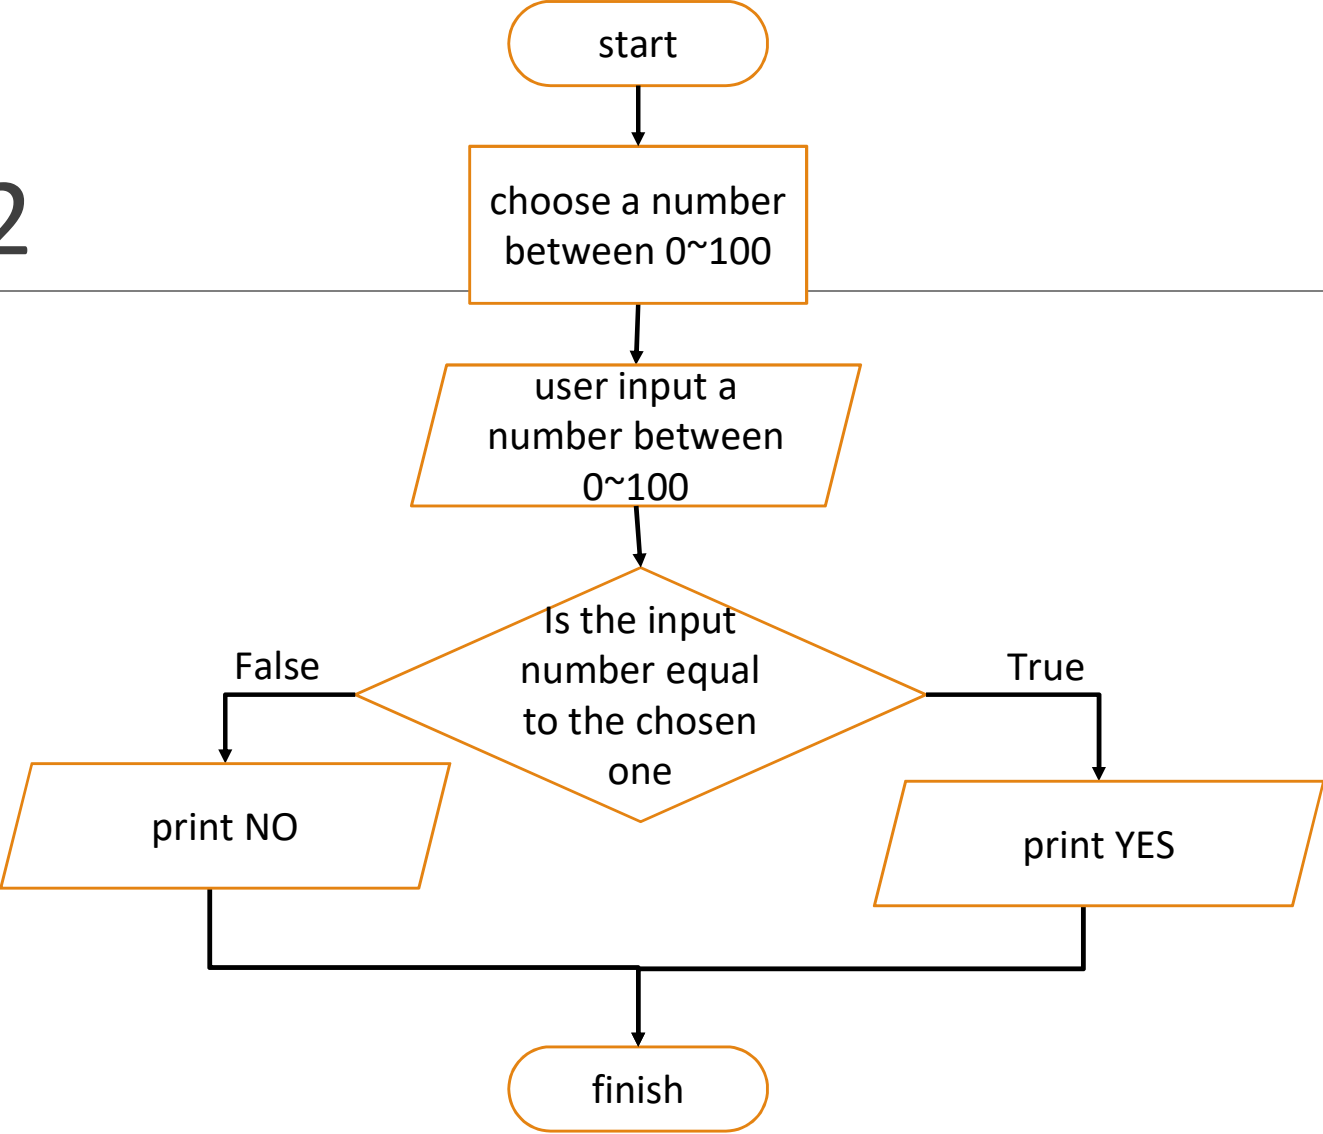 start
2
choose a number
between 0~100
user input a
number between
0~100
Is the input
number equal
to the chosen
one
False
True
print NO
print YES
finish